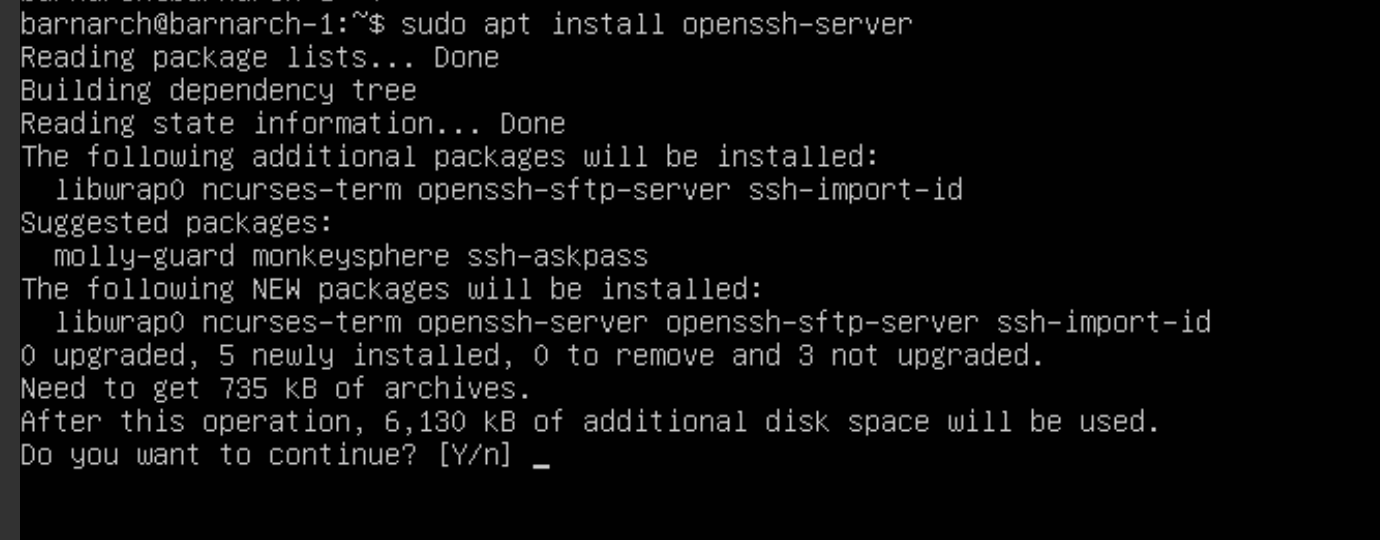 barnarch@barnarch-1:~$ sudo apt install openssh-server
Reading package lists... Done
Building dependency tree
Reading state information... Done
The following additional packages will be installed:
  libwrap0 ncurses-term openssh-sftp-server ssh-import-id
Suggested packages:
  molly-guard monkeysphere ssh-askpass
The following NEW packages will be installed:
  libwrap0 ncurses-term openssh-server openssh-sftp-server ssh-import-id
0 upgraded, 5 newly installed, 0 to remove and 3 not upgraded.
Need to get 735 kB of archives.
After this operation, 6,130 kB of additional disk space will be used.
Do you want to continue? [Y/n] _